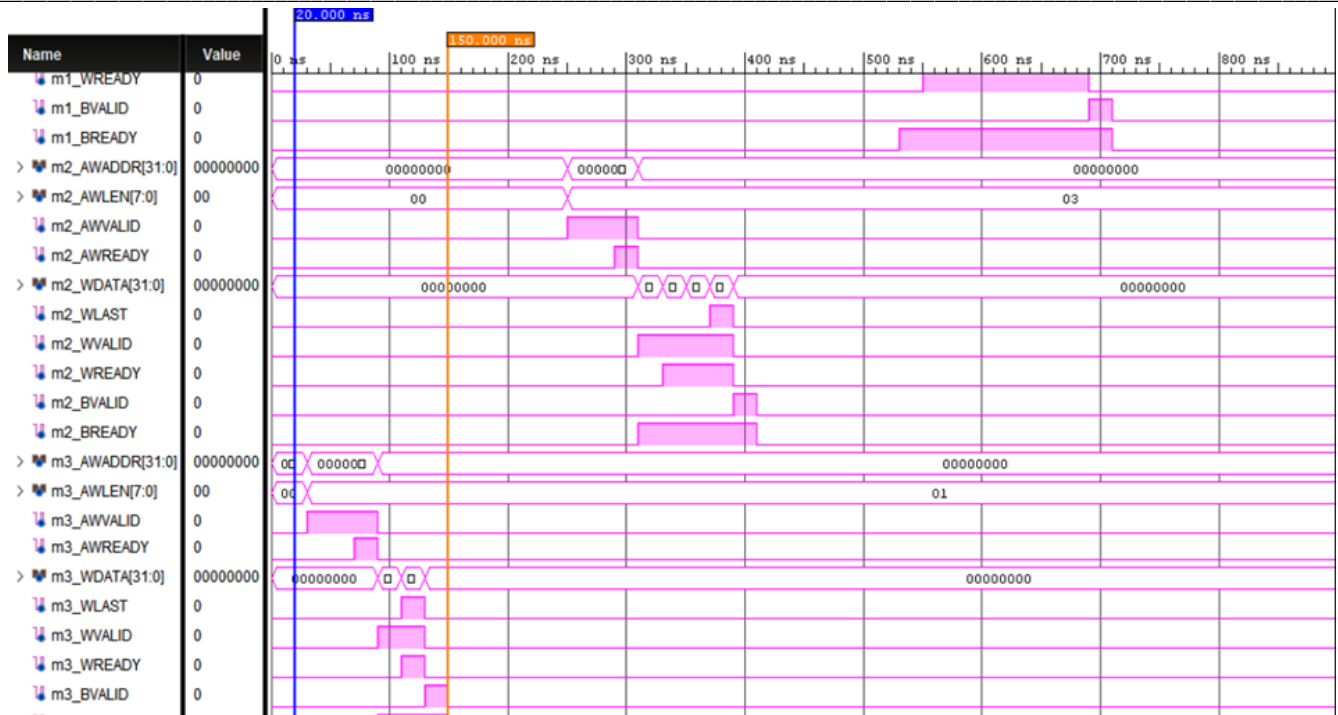 20.000 ns
150.000 ns
Name Value 0 ns 100 ns 200 ns 300 ns 400 ns 500 ns 600 ns 700 ns 800 ns
m1_WREADY 0
m1_BVALID 0
m1_BREADY 0
m2_AWADDR[31:0] 00000000 00000000 000000□ 00000000
m2_AWLEN[7:0] 00 00 03
m2_AWVALID 0
m2_AWREADY 0
m2_WDATA[31:0] 00000000 00000000 □ □ □ □ 00000000
m2_WLAST 0
m2_WVALID 0
m2_WREADY 0
m2_BVALID 0
m2_BREADY 0
m3_AWADDR[31:0] 00000000 00□ 000000□ 00000000
m3_AWLEN[7:0] 00 00 01
m3_AWVALID 0
m3_AWREADY 0
m3_WDATA[31:0] 00000000 00000000 □ □ 00000000
m3_WLAST 0
m3_WVALID 0
m3_WREADY 0
m3_BVALID 0